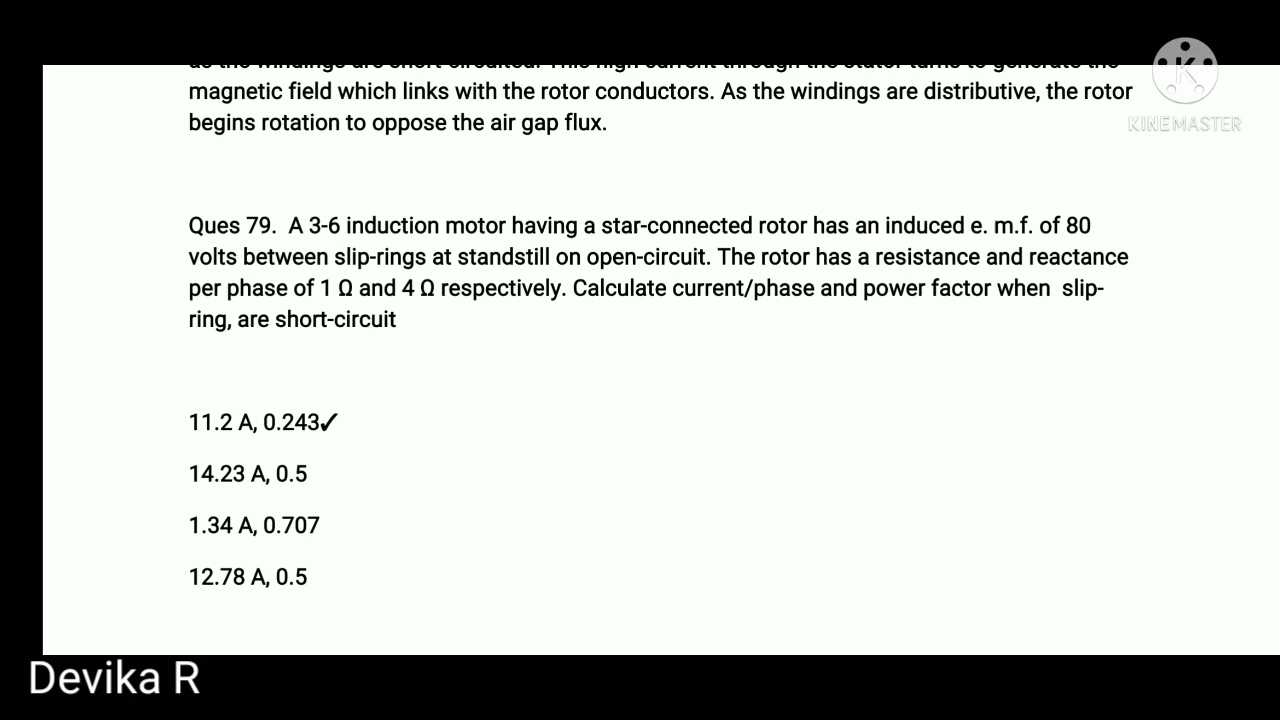 magnetic field which links with the rotor conductors. As the windings are distributive, the rotor
begins rotation to oppose the air gap flux.
KINEMASTER
Ques 79. A 3-6 induction motor having a star-connected rotor has an induced e. m.f. of 80
volts between slip-rings at standstill on open-circuit. The rotor has a resistance and reactance
per phase of 1 Ω and 4 Ω respectively. Calculate current/phase and power factor when slip-
ring, are short-circuit
11.2 A, 0.243✓
14.23 A, 0.5
1.34 A, 0.707
12.78 A, 0.5
Devika R